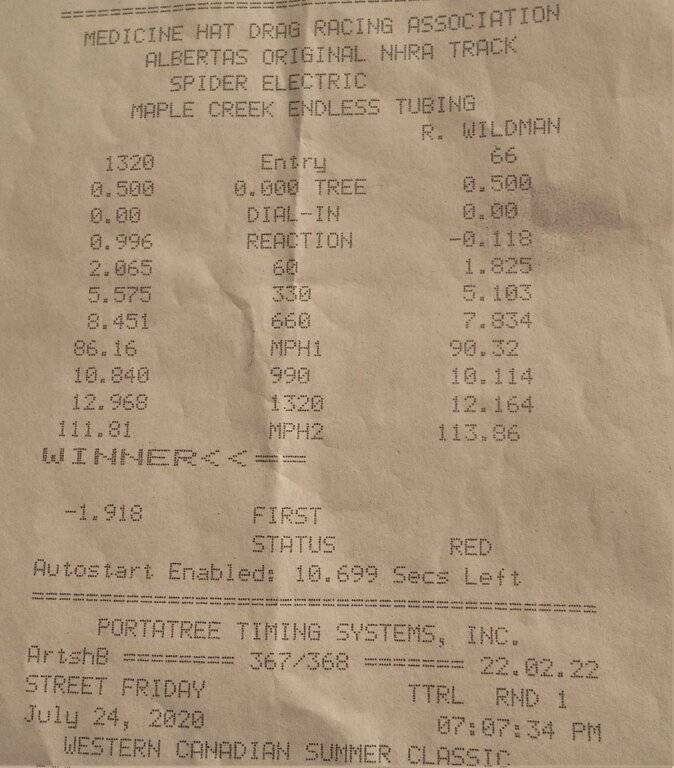 ==========================================
MEDICINE HAT DRAG RACING ASSOCIATION
ALBERTAS ORIGINAL NHRA TRACK
SPIDER ELECTRIC
MAPLE CREEK ENDLESS TUBING
R. WILDMAN
1320 Entry 66
0.500 0.000 TREE 0.500
0.00 DIAL-IN 0.00
0.996 REACTION -0.118
2.065 60 1.825
5.575 330 5.103
8.451 660 7.834
86.16 MPH1 90.32
10.840 990 10.114
12.968 1320 12.164
111.81 MPH2 113.86
WINNER<<==
-1.918 FIRST
STATUS RED
Autostart Enabled: 10.699 Secs Left
==========================================
PORTATREE TIMING SYSTEMS, INC.
ArtshB ======== 367/368 ======= 22.02.22
STREET FRIDAY TTRL RND 1
July 24, 2020 07:07:34 PM
WESTERN CANADIAN SUMMER CLASSIC